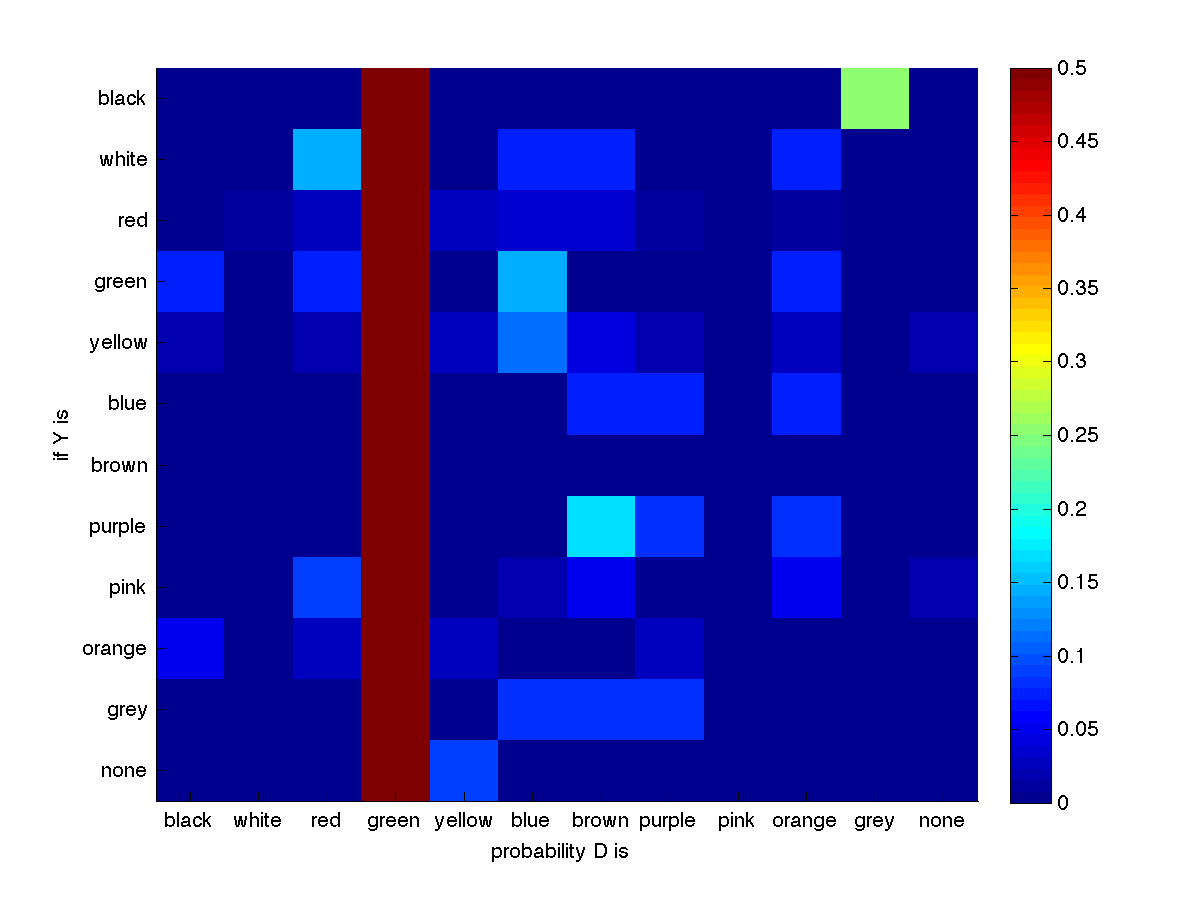 black
white
red
green
yellow
blue
brown
purple
pink
orange
grey
none
if Y is
black white red green yellow blue brown purple pink orange grey none
probability D is
0.5
0.45
0.4
0.35
0.3
0.25
0.2
0.15
0.1
0.05
0